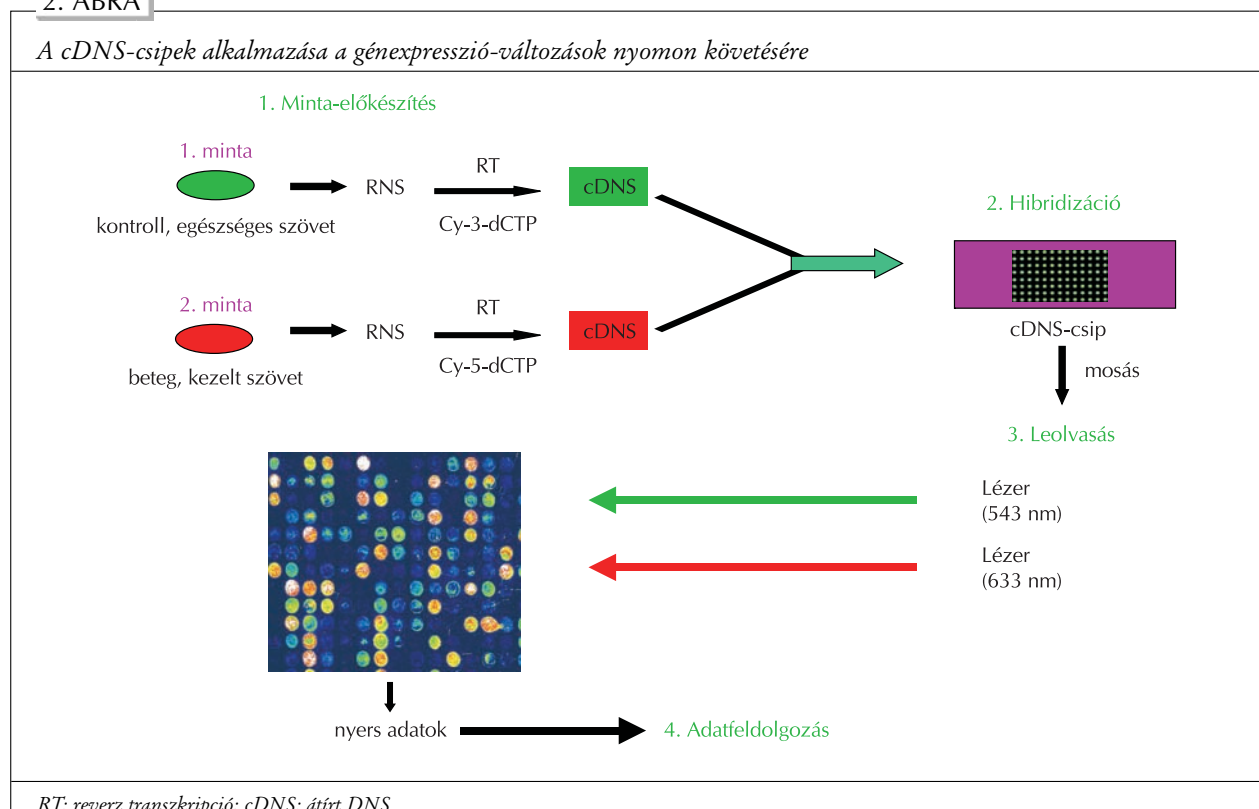 2. ÁBRA
A cDNS-csipek alkalmazása a génexpresszió-változások nyomon követésére
1. Minta-előkészítés
1. minta
RNS
RT
Cy-3-dCTP
cDNS
kontroll, egészséges szövet
2. minta
RNS
RT
Cy-5-dCTP
cDNS
beteg, kezelt szövet
2. Hibridizáció
cDNS-csip
mosás
3. Leolvasás
Lézer
(543 nm)
Lézer
(633 nm)
nyers adatok
4. Adatfeldolgozás
RT: reverz transzkripció; cDNS: átírt DNS